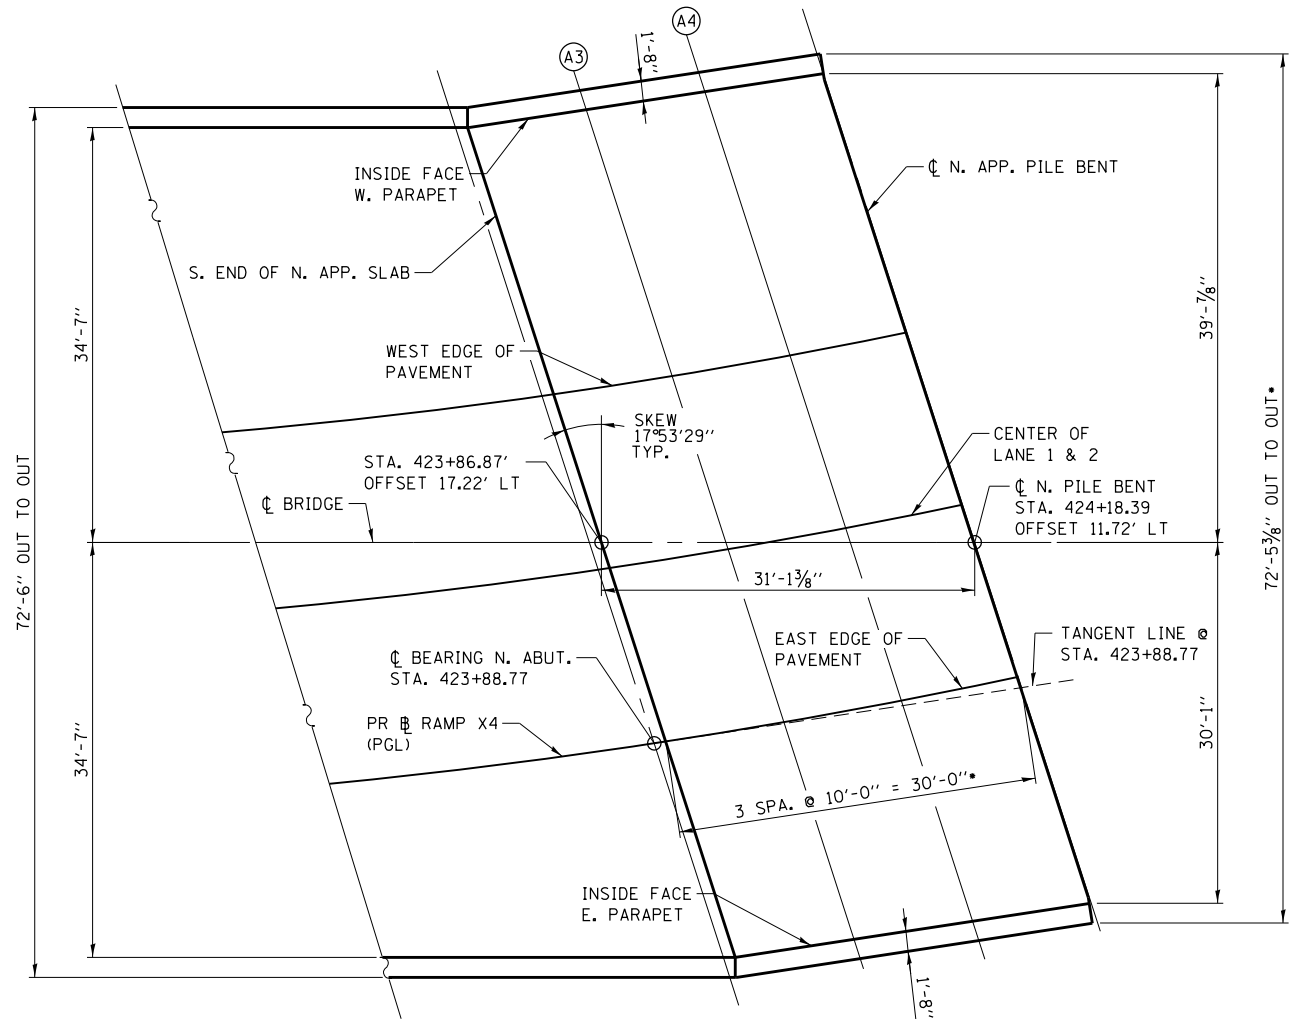 A4
A3
1'-8"
INSIDE FACE
W. PARAPET
℄ N. APP. PILE BENT
S. END OF N. APP. SLAB
34'-7"
39'-⅞"
WEST EDGE OF
PAVEMENT
SKEW
17°53'29"
TYP.
CENTER OF
LANE 1 & 2
STA. 423+86.87'
OFFSET 17.22' LT
℄ BRIDGE
℄ N. PILE BENT
STA. 424+18.39
OFFSET 11.72' LT
72'-6" OUT TO OUT
72'-5⅜" OUT TO OUT*
31'-1⅜"
℄ BEARING N. ABUT.
STA. 423+88.77
EAST EDGE OF
PAVEMENT
TANGENT LINE @
STA. 423+88.77
PR ⅊ RAMP X4
(PGL)
34'-7"
30'-1"
3 SPA. @ 10'-0" = 30'-0"*
INSIDE FACE
E. PARAPET
1'-8"